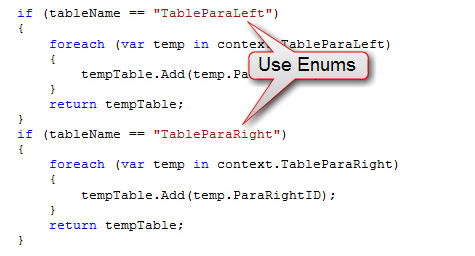 if (tableName == "TableParaLeft")
{
foreach (var temp in context.TableParaLeft)
{
tempTable.Add(temp.Pa
}
return tempTable;
}
Use Enums
if (tableName == "TableParaRight")
{
foreach (var temp in context.TableParaRight)
{
tempTable.Add(temp.ParaRightID);
}
return tempTable;
}